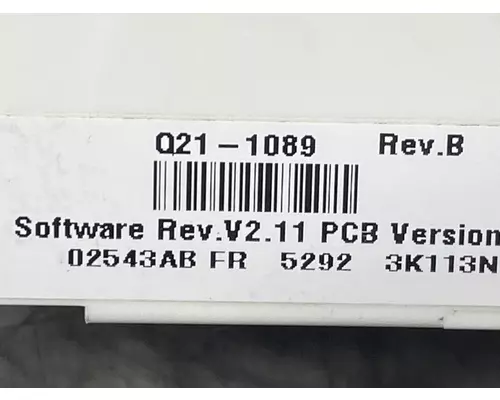 Q21-1089 Rev.B
Software Rev.V2.11 PCB Version
02543AB FR 5292 3K113N